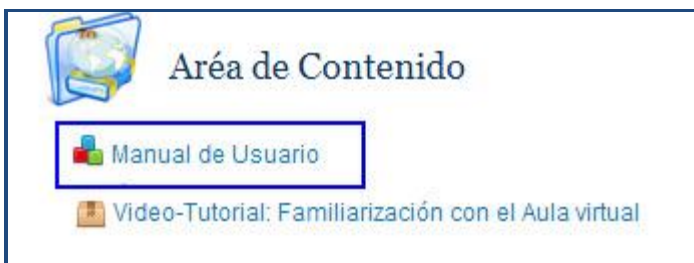 Aréa de Contenido
Manual de Usuario
Video-Tutorial: Familiarización con el Aula virtual